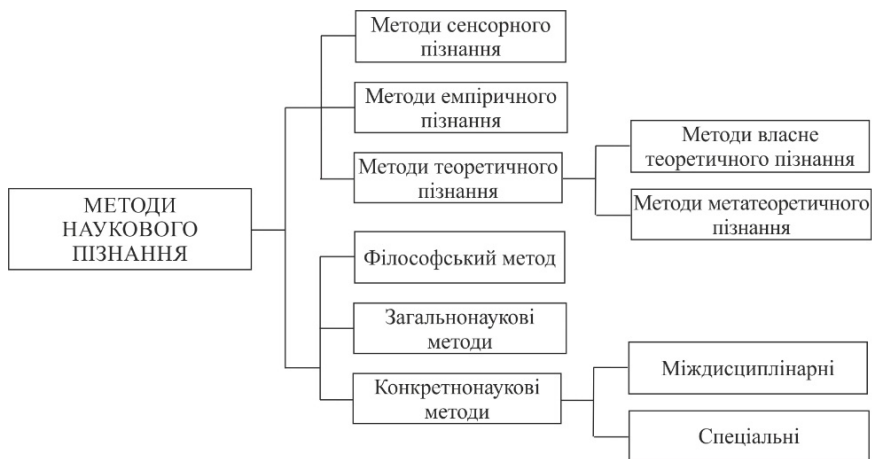 МЕТОДИ
НАУКОВОГО
ПІЗНАННЯ
Методи сенсорного
пізнання
Методи емпіричного
пізнання
Методи теоретичного
пізнання
Методи власне
теоретичного пізнання
Методи метатеоретичного
пізнання
Філософський метод
Загальнонаукові
методи
Конкретнонаукові
методи
Міждисциплінарні
Спеціальні